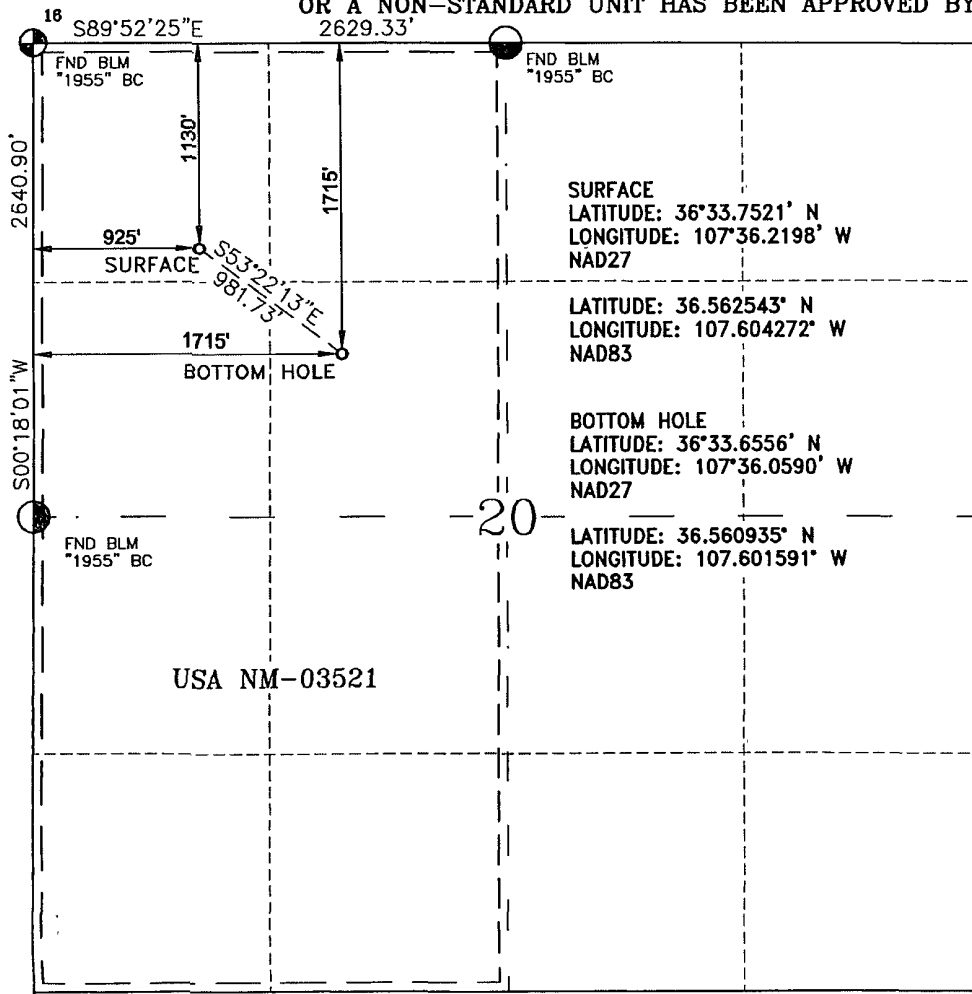 OR A NON-STANDARD UNIT HAS BEEN APPROVED BY
16
S89°52'25"E
2629.33'
FND BLM
"1955" BC
FND BLM
"1955" BC
2640.90'
1130'
1715'
SURFACE
LATITUDE: 36°33.7521' N
LONGITUDE: 107°36.2198' W
NAD27
925'
SURFACE
S53°22'13"E
981.73'
LATITUDE: 36.562543° N
LONGITUDE: 107.604272° W
NAD83
1715'
BOTTOM HOLE
BOTTOM HOLE
LATITUDE: 36°33.6556' N
LONGITUDE: 107°36.0590' W
NAD27
S00°18'01"W
20
FND BLM
"1955" BC
LATITUDE: 36.560935° N
LONGITUDE: 107.601591° W
NAD83
USA NM-03521